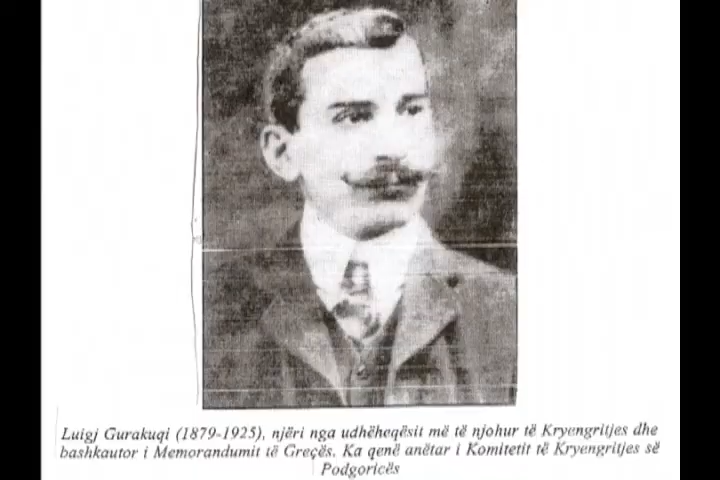 Luigj Gurakuqi (1879-1925), njëri nga udhëheqësit më të njohur të Kryengritjes dhe
bashkautor i Memorandumit të Greçës. Ka qenë anëtar i Komitetit të Kryengritjes së
Podgoricës